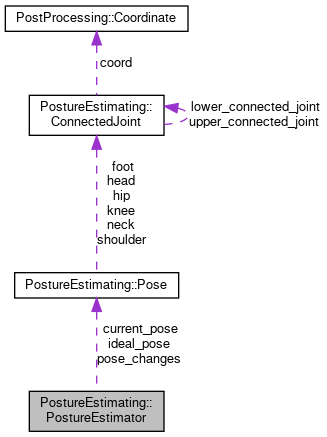 PostProcessing::Coordinate
coord
PostureEstimating::
ConnectedJoint
lower_connected_joint
upper_connected_joint
foot
head
hip
knee
neck
shoulder
PostureEstimating::Pose
current_pose
ideal_pose
pose_changes
PostureEstimating::
PostureEstimator